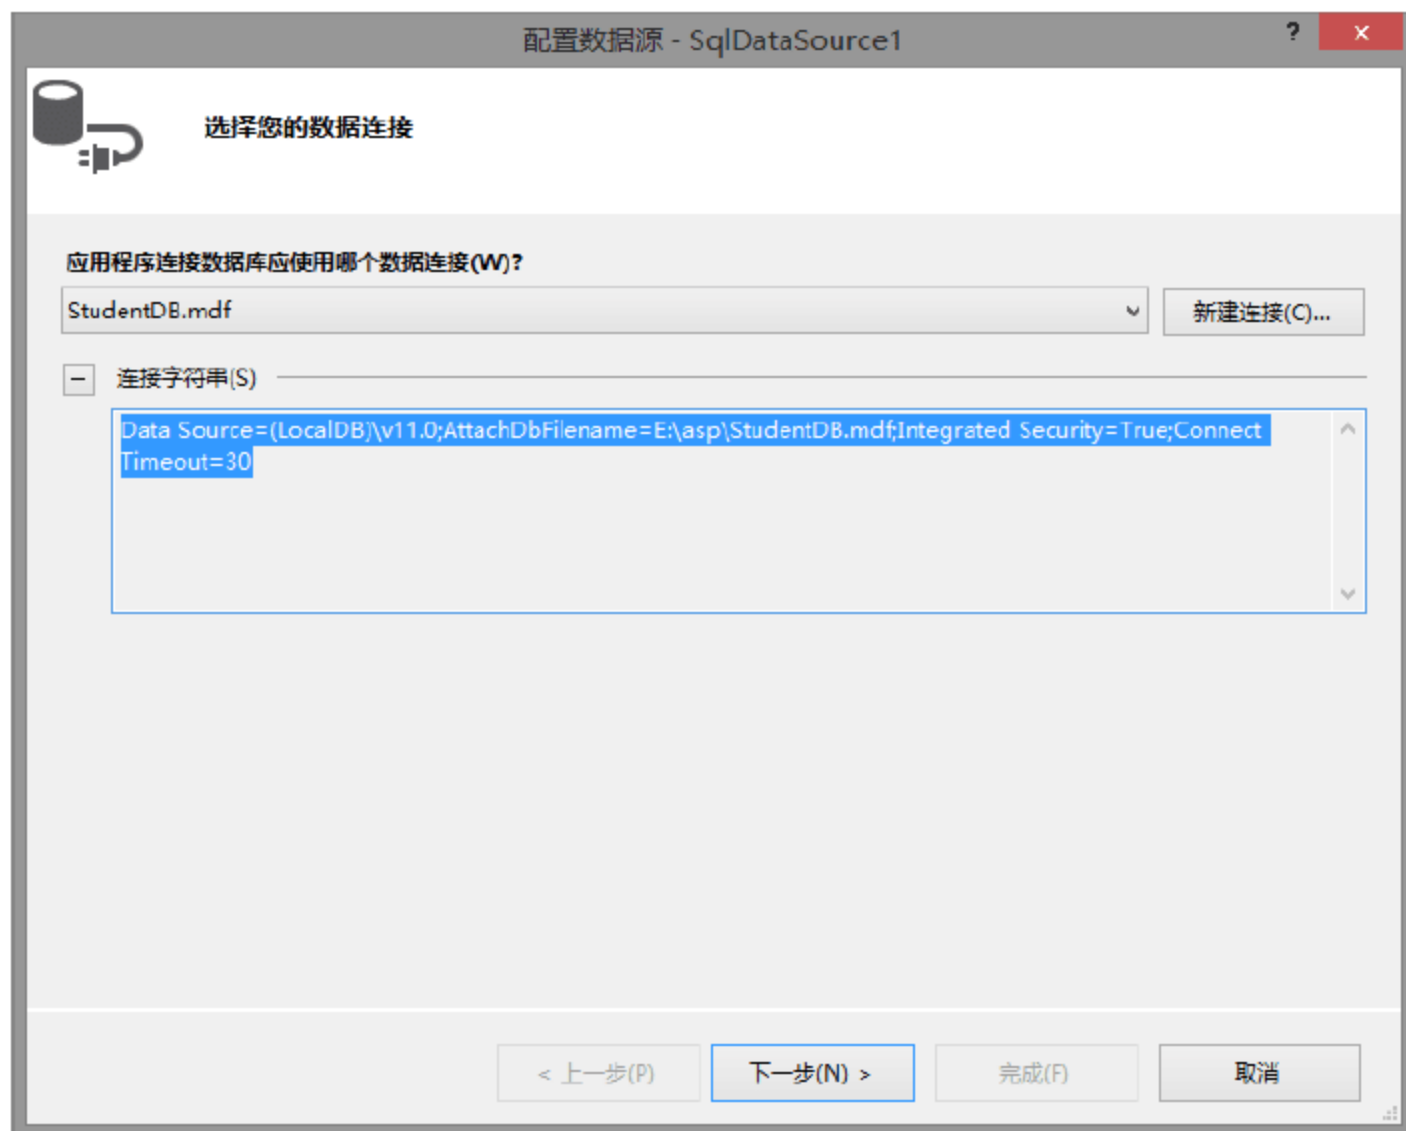 配置数据源 - SqlDataSource1
?
x
选择您的数据连接
应用程序连接数据库应使用哪个数据连接(W)?
StudentDB.mdf
新建连接(C)...
连接字符串(S)
Data Source=(LocalDB)\v11.0;AttachDbFilename=E:\asp\StudentDB.mdf;Integrated Security=True;Connect
Timeout=30
< 上一步(P)
下一步(N) >
完成(F)
取消